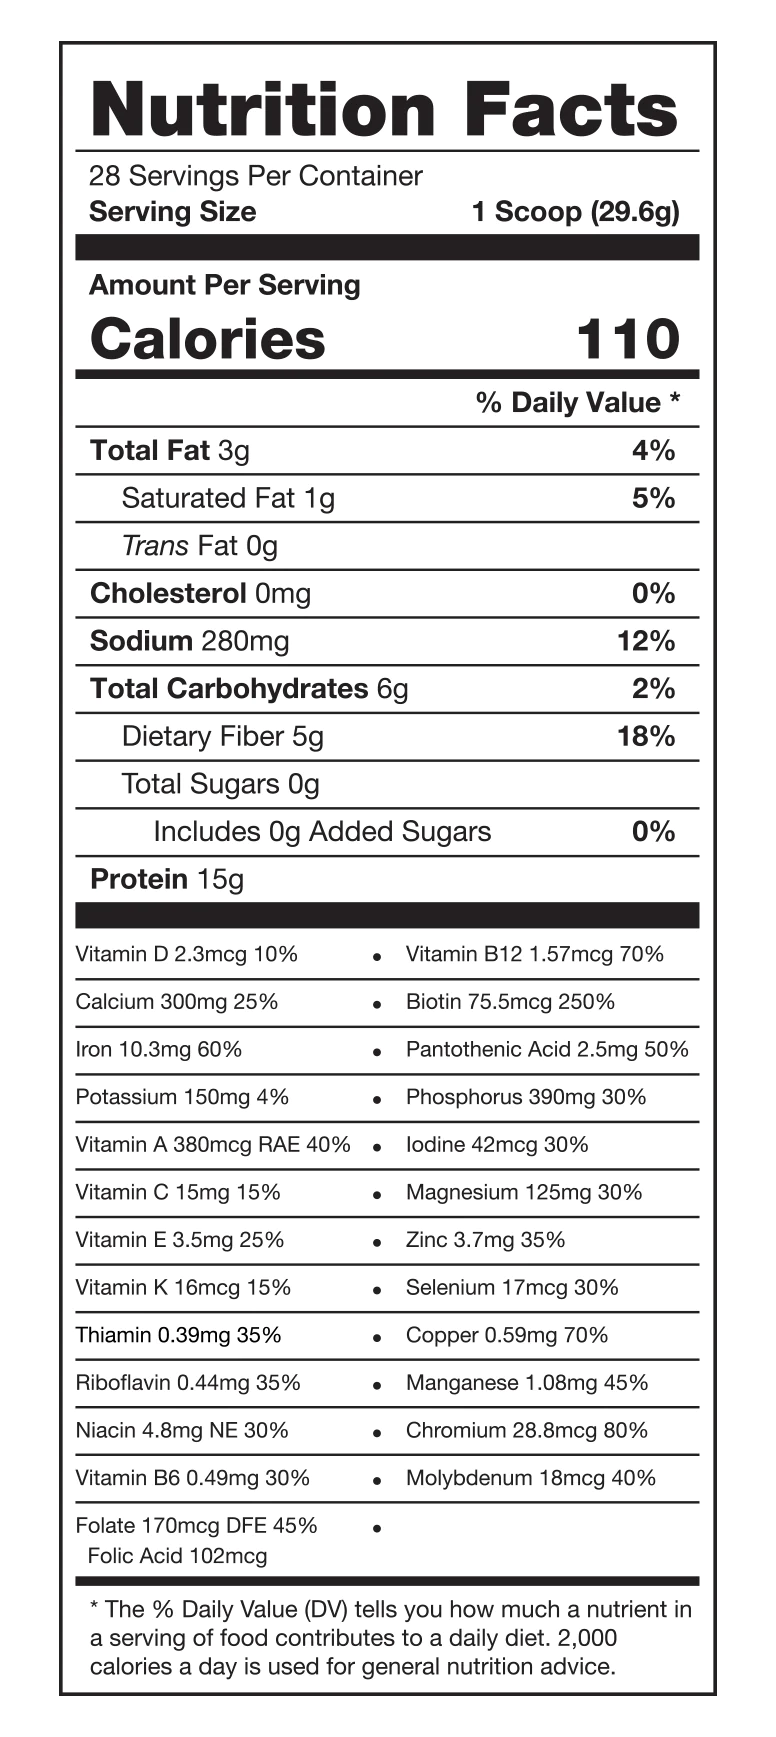 Nutrition Facts
28 Servings Per Container
Serving Size 1 Scoop (29.6g)
Amount Per Serving
Calories 110
% Daily Value *
Total Fat 3g 4%
Saturated Fat 1g 5%
Trans Fat 0g
Cholesterol 0mg 0%
Sodium 280mg 12%
Total Carbohydrates 6g 2%
Dietary Fiber 5g 18%
Total Sugars 0g
Includes 0g Added Sugars 0%
Protein 15g
Vitamin D 2.3mcg 10% • Vitamin B12 1.57mcg 70%
Calcium 300mg 25% • Biotin 75.5mcg 250%
Iron 10.3mg 60% • Pantothenic Acid 2.5mg 50%
Potassium 150mg 4% • Phosphorus 390mg 30%
Vitamin A 380mcg RAE 40% • Iodine 42mcg 30%
Vitamin C 15mg 15% • Magnesium 125mg 30%
Vitamin E 3.5mg 25% • Zinc 3.7mg 35%
Vitamin K 16mcg 15% • Selenium 17mcg 30%
Thiamin 0.39mg 35% • Copper 0.59mg 70%
Riboflavin 0.44mg 35% • Manganese 1.08mg 45%
Niacin 4.8mg NE 30% • Chromium 28.8mcg 80%
Vitamin B6 0.49mg 30% • Molybdenum 18mcg 40%
Folate 170mcg DFE 45% •
Folic Acid 102mcg
* The % Daily Value (DV) tells you how much a nutrient in
a serving of food contributes to a daily diet. 2,000
calories a day is used for general nutrition advice.